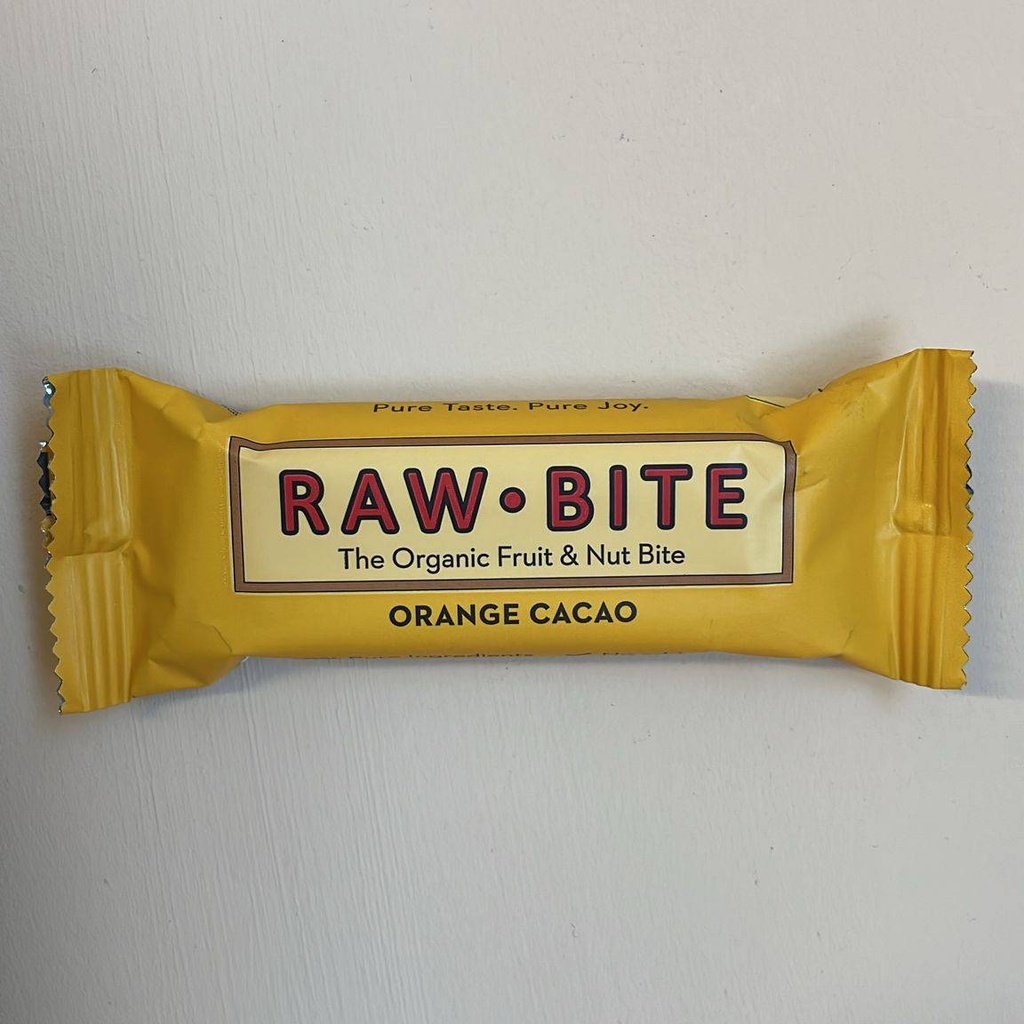 Pure Taste. Pure Joy.
RAW•BITE
The Organic Fruit & Nut Bite
ORANGE CACAO